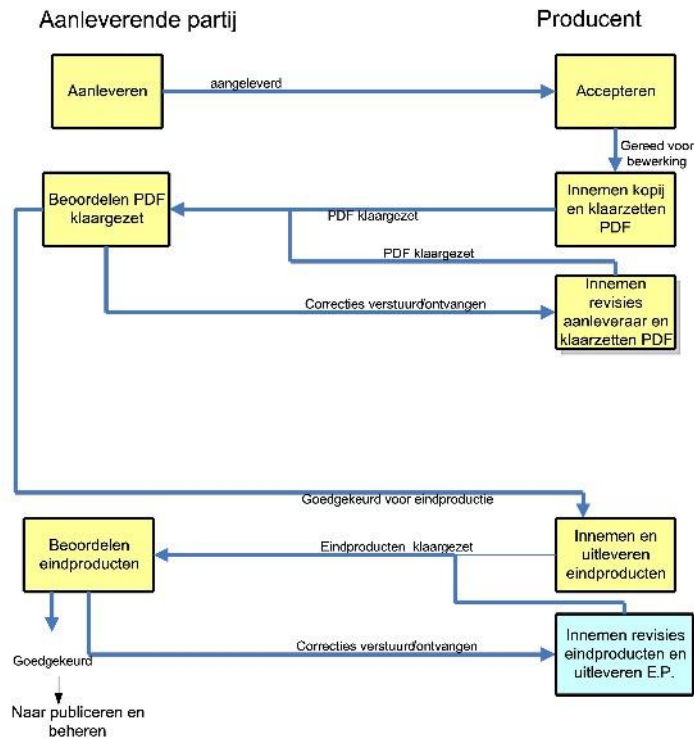 Aanleverende partij
Producent
Aanleveren
aangeleverd
Accepteren
Gereed voor
bewerking
Beoordelen PDF
klaargezet
PDF klaargezet
Innemen kopij
en klaarzetten
PDF
PDF klaargezet
Correcties verstuurd/ontvangen
Innemen
revisies
aanleveraar en
klaarzetten PDF
Goedgekeurd voor eindproductie
Beoordelen
eindproducten
Eindproducten klaargezet
Innemen en
uitleveren
eindproducten
Goedgekeurd
Correcties verstuurd/ontvangen
Innemen revisies
eindproducten en
uitleveren E.P.
Naar publiceren en
beheren